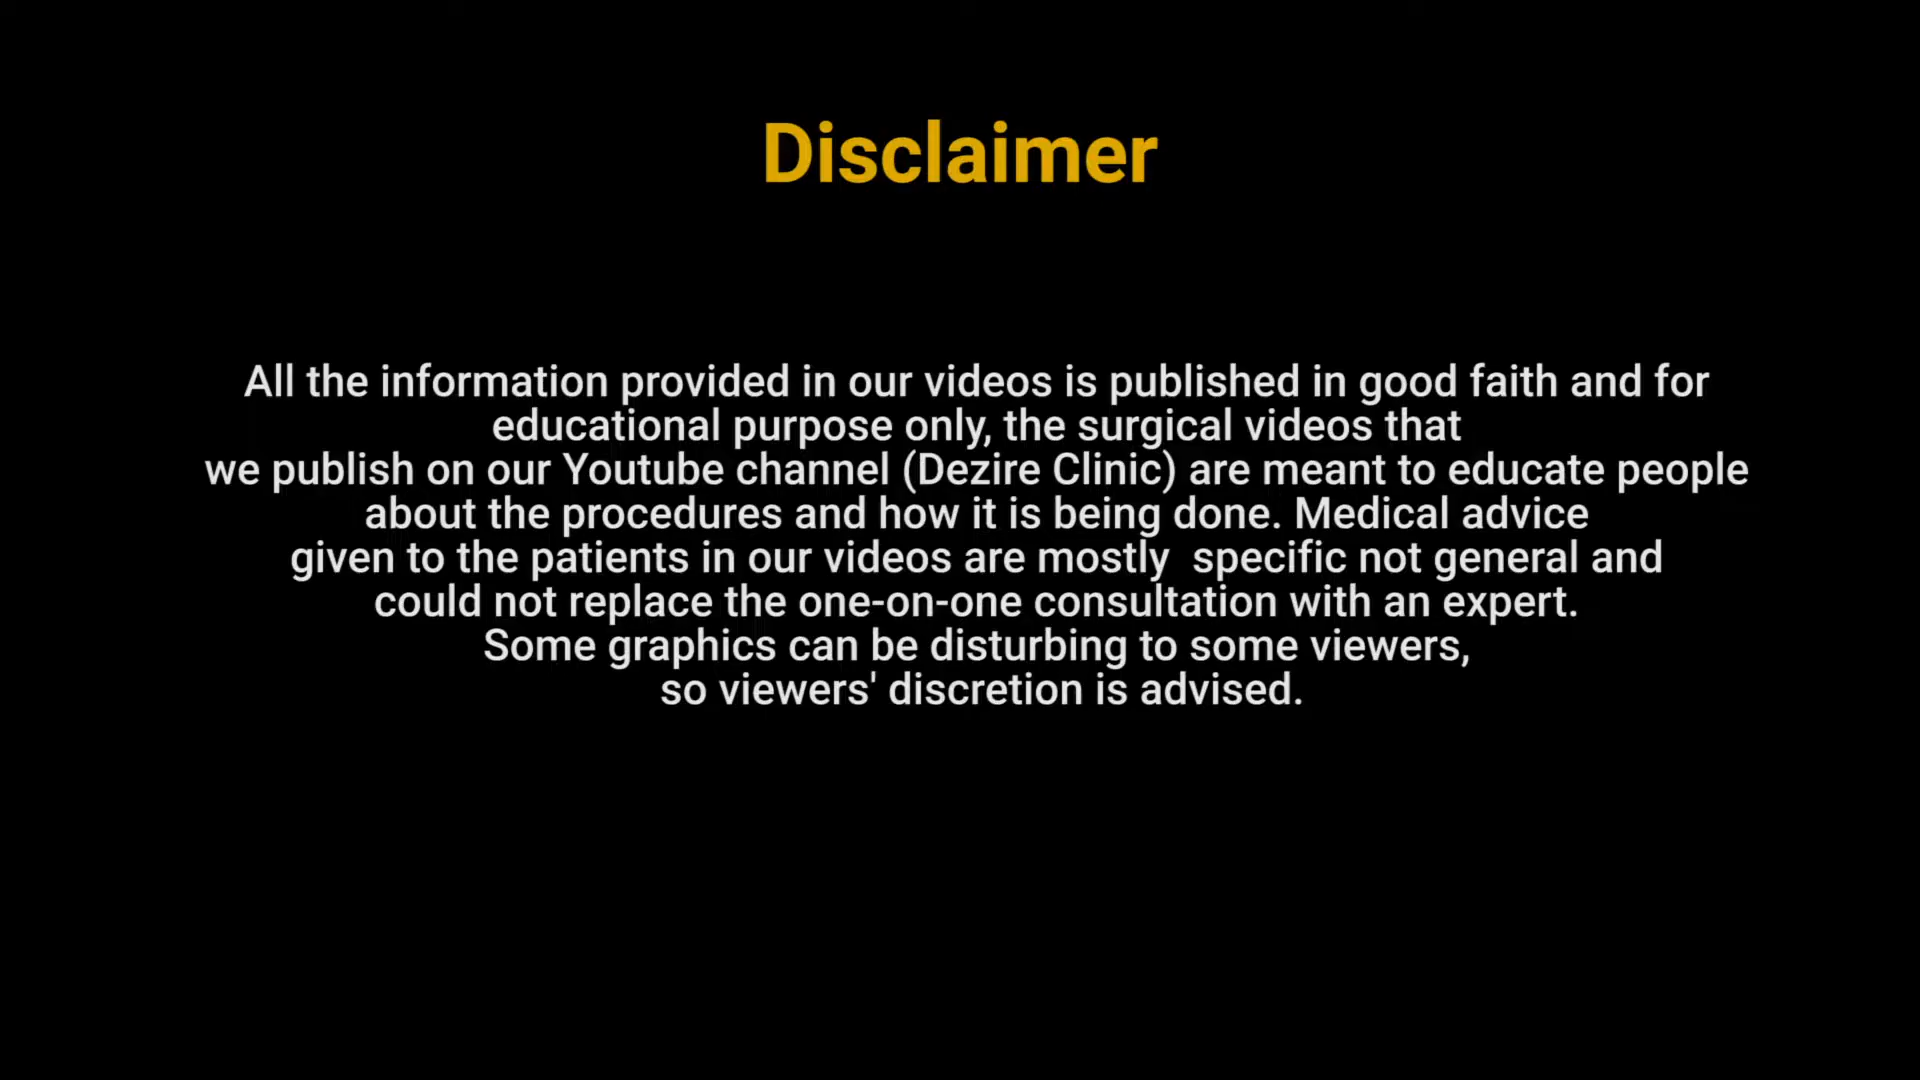 Disclaimer
All the information provided in our videos is published in good faith and for
educational purpose only, the surgical videos that
we publish on our Youtube channel (Dezire Clinic) are meant to educate people
about the procedures and how it is being done. Medical advice
given to the patients in our videos are mostly  specific not general and
could not replace the one-on-one consultation with an expert.
Some graphics can be disturbing to some viewers,
so viewers' discretion is advised.